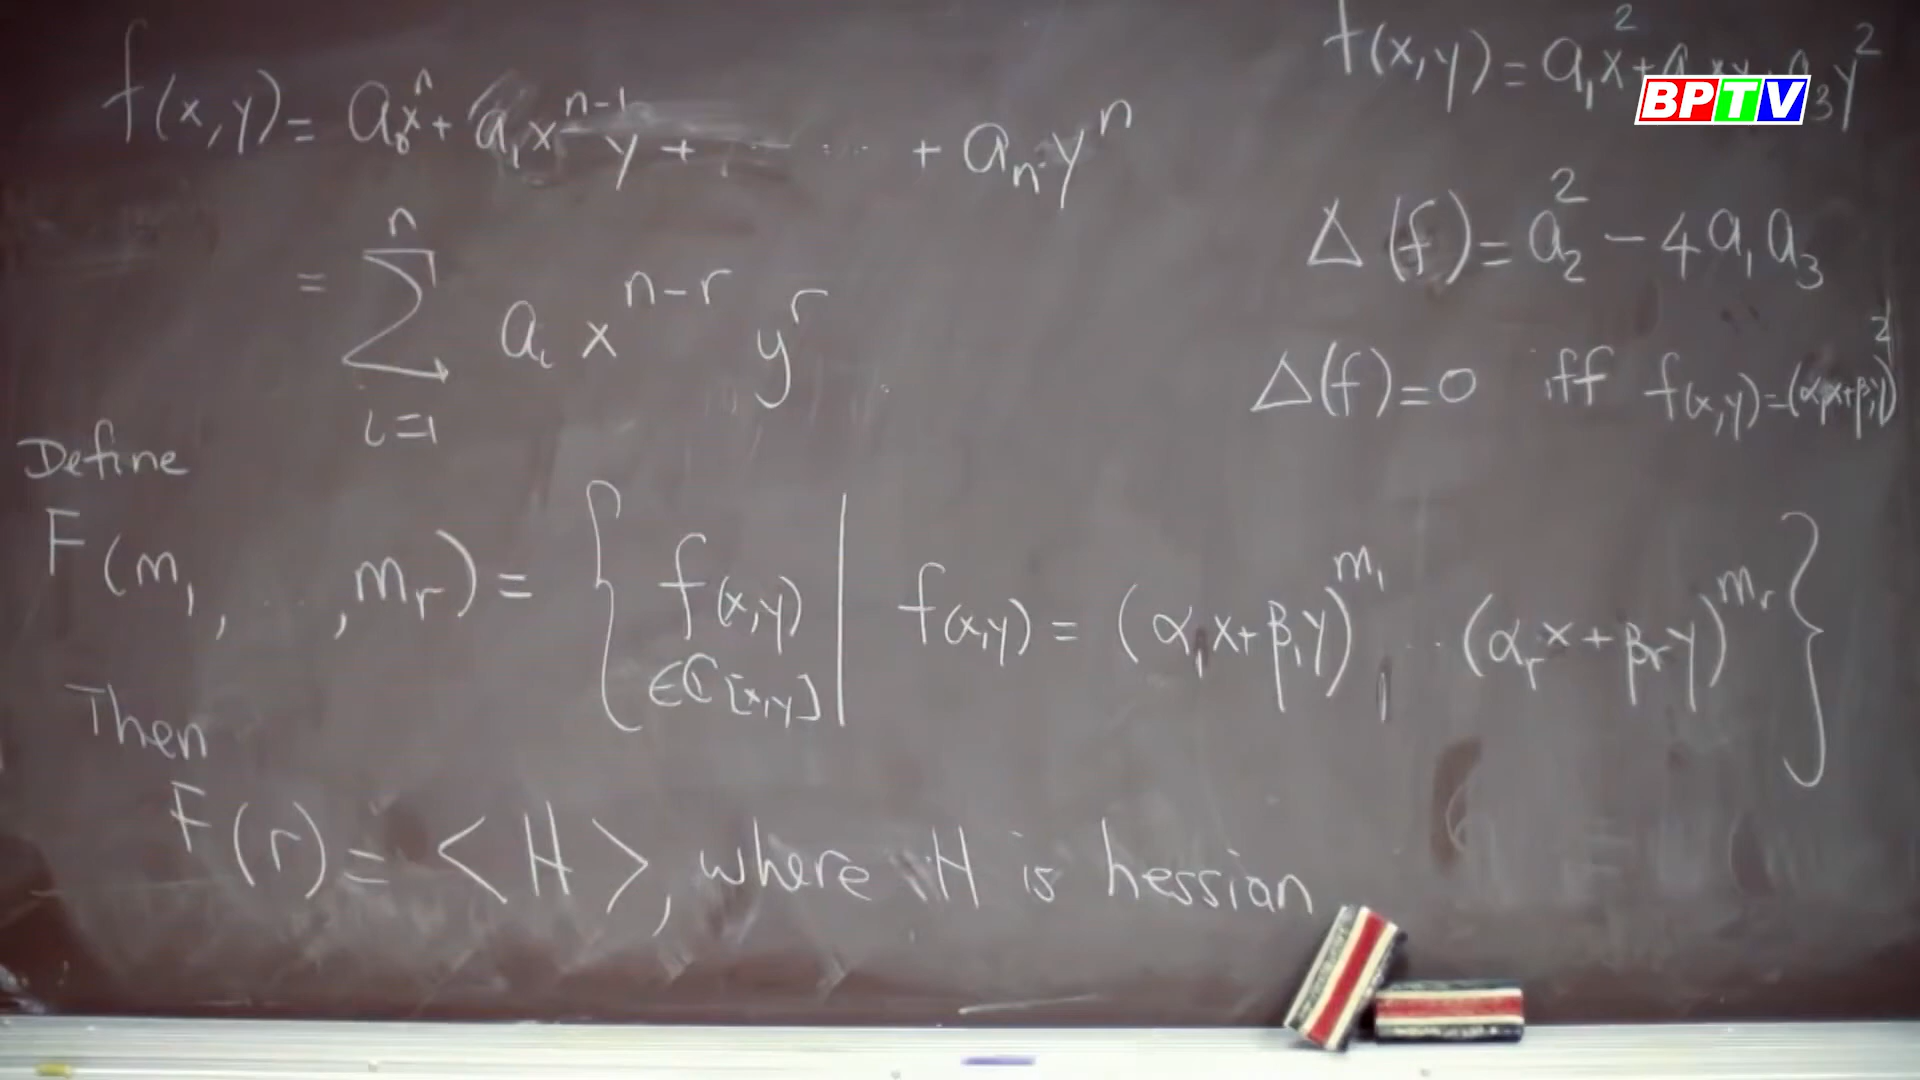 f(x,y) = a₀xⁿ + a₁xⁿ⁻¹y + ... + aₙyⁿ
= Σ aᵢ xⁿ⁻ʳ yʳ
n
i=1
f(x,y) = a₁x² + a₂xy + a₃y²
BPTV
Δ(f) = a₂² − 4a₁a₃
Δ(f) = 0 iff f(x,y) = (α₁x+β₁y)²
Define
F(m₁, ... , mᵣ) = { f(x,y) ∈ ℂ[x,y] | f(x,y) = (α₁x+β₁y)^m₁ ... (αᵣx+βᵣy)^mᵣ }
Then
F(r) = <H>, where H is hessian